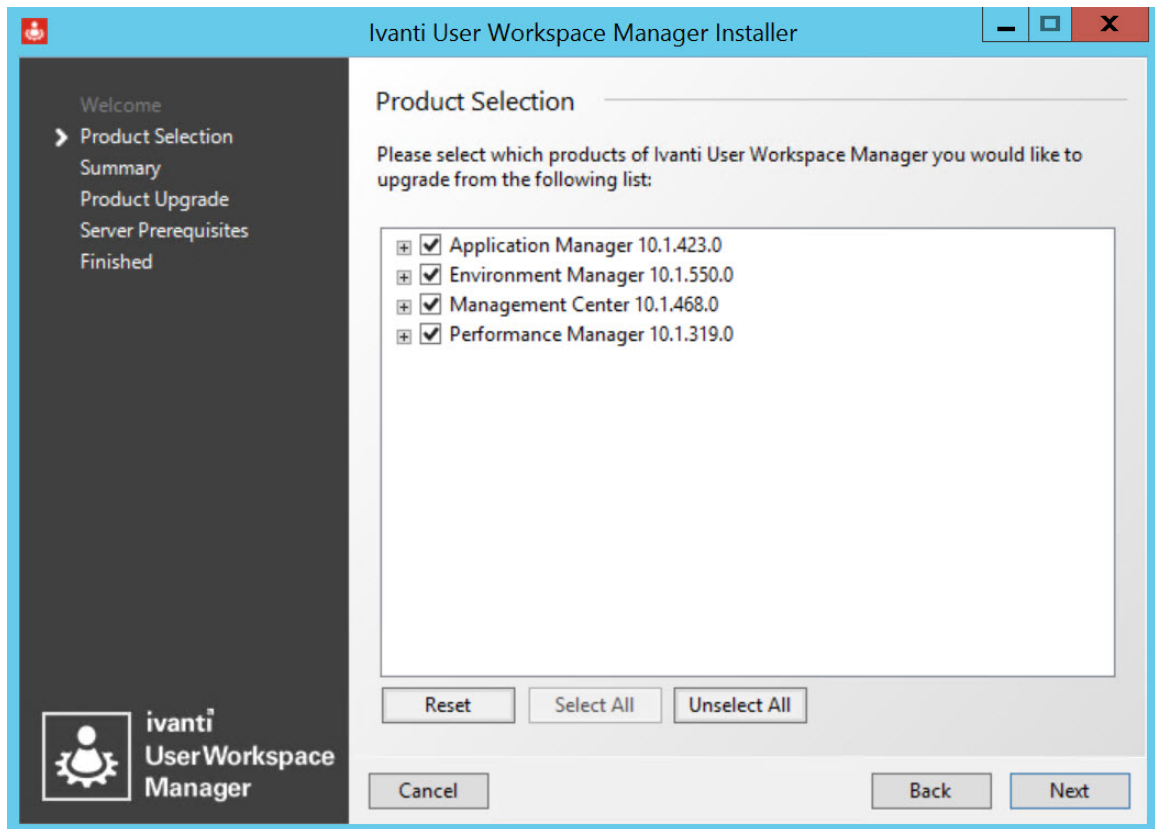 Ivanti User Workspace Manager Installer
Welcome
Product Selection
Summary
Product Upgrade
Server Prerequisites
Finished
Product Selection
Please select which products of Ivanti User Workspace Manager you would like to
upgrade from the following list:
Application Manager 10.1.423.0
Environment Manager 10.1.550.0
Management Center 10.1.468.0
Performance Manager 10.1.319.0
Reset
Select All
Unselect All
ivanti
User Workspace
Manager
Cancel
Back
Next